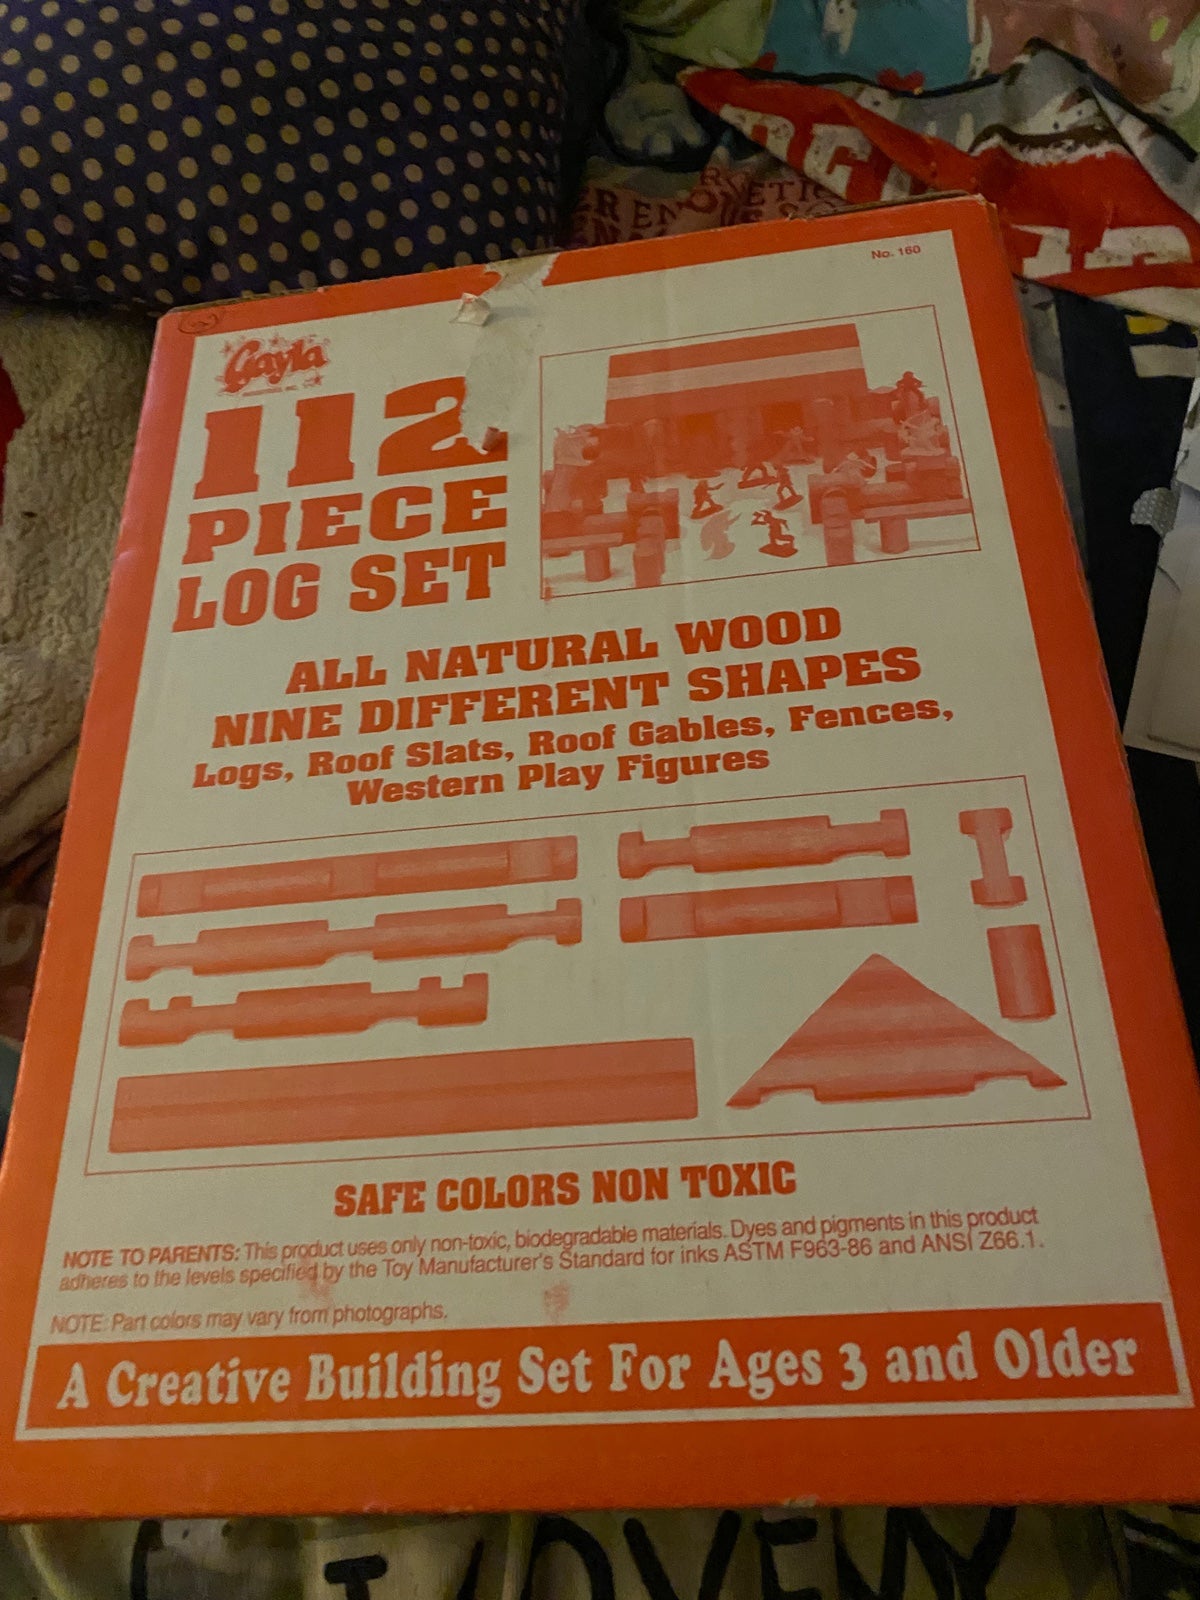 No. 160
Gayla
112
PIECE
LOG SET
ALL NATURAL WOOD
NINE DIFFERENT SHAPES
Logs, Roof Slats, Roof Gables, Fences,
Western Play Figures
SAFE COLORS NON TOXIC
NOTE TO PARENTS: This product uses only non-toxic, biodegradable materials. Dyes and pigments in this product
adheres to the levels specified by the Toy Manufacturer's Standard for inks ASTM F963-86 and ANSI Z66.1.
NOTE: Part colors may vary from photographs.
A Creative Building Set For Ages 3 and Older